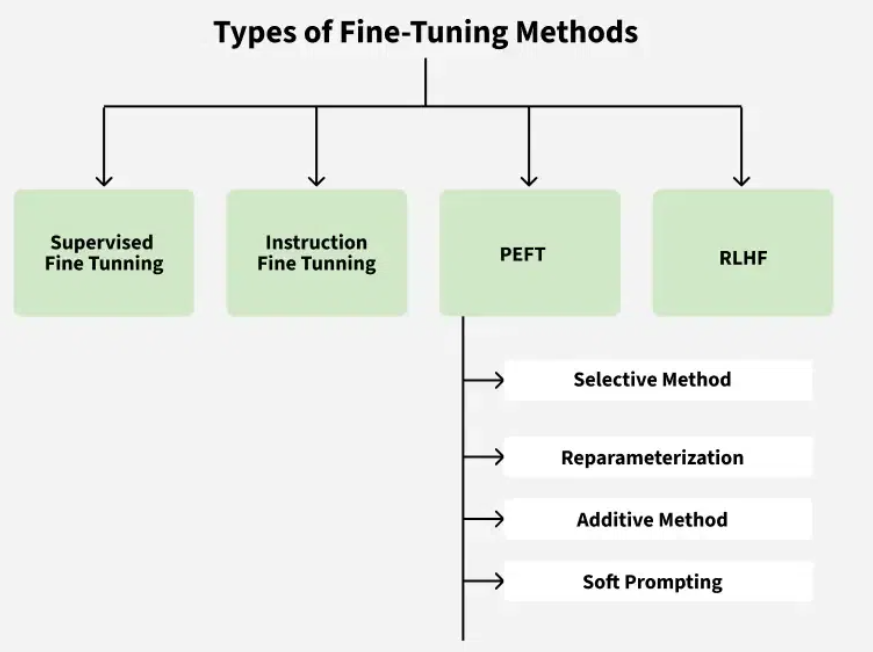 Types of Fine-Tuning Methods
Supervised
Fine Tunning
Instruction
Fine Tunning
PEFT
RLHF
Selective Method
Reparameterization
Additive Method
Soft Prompting